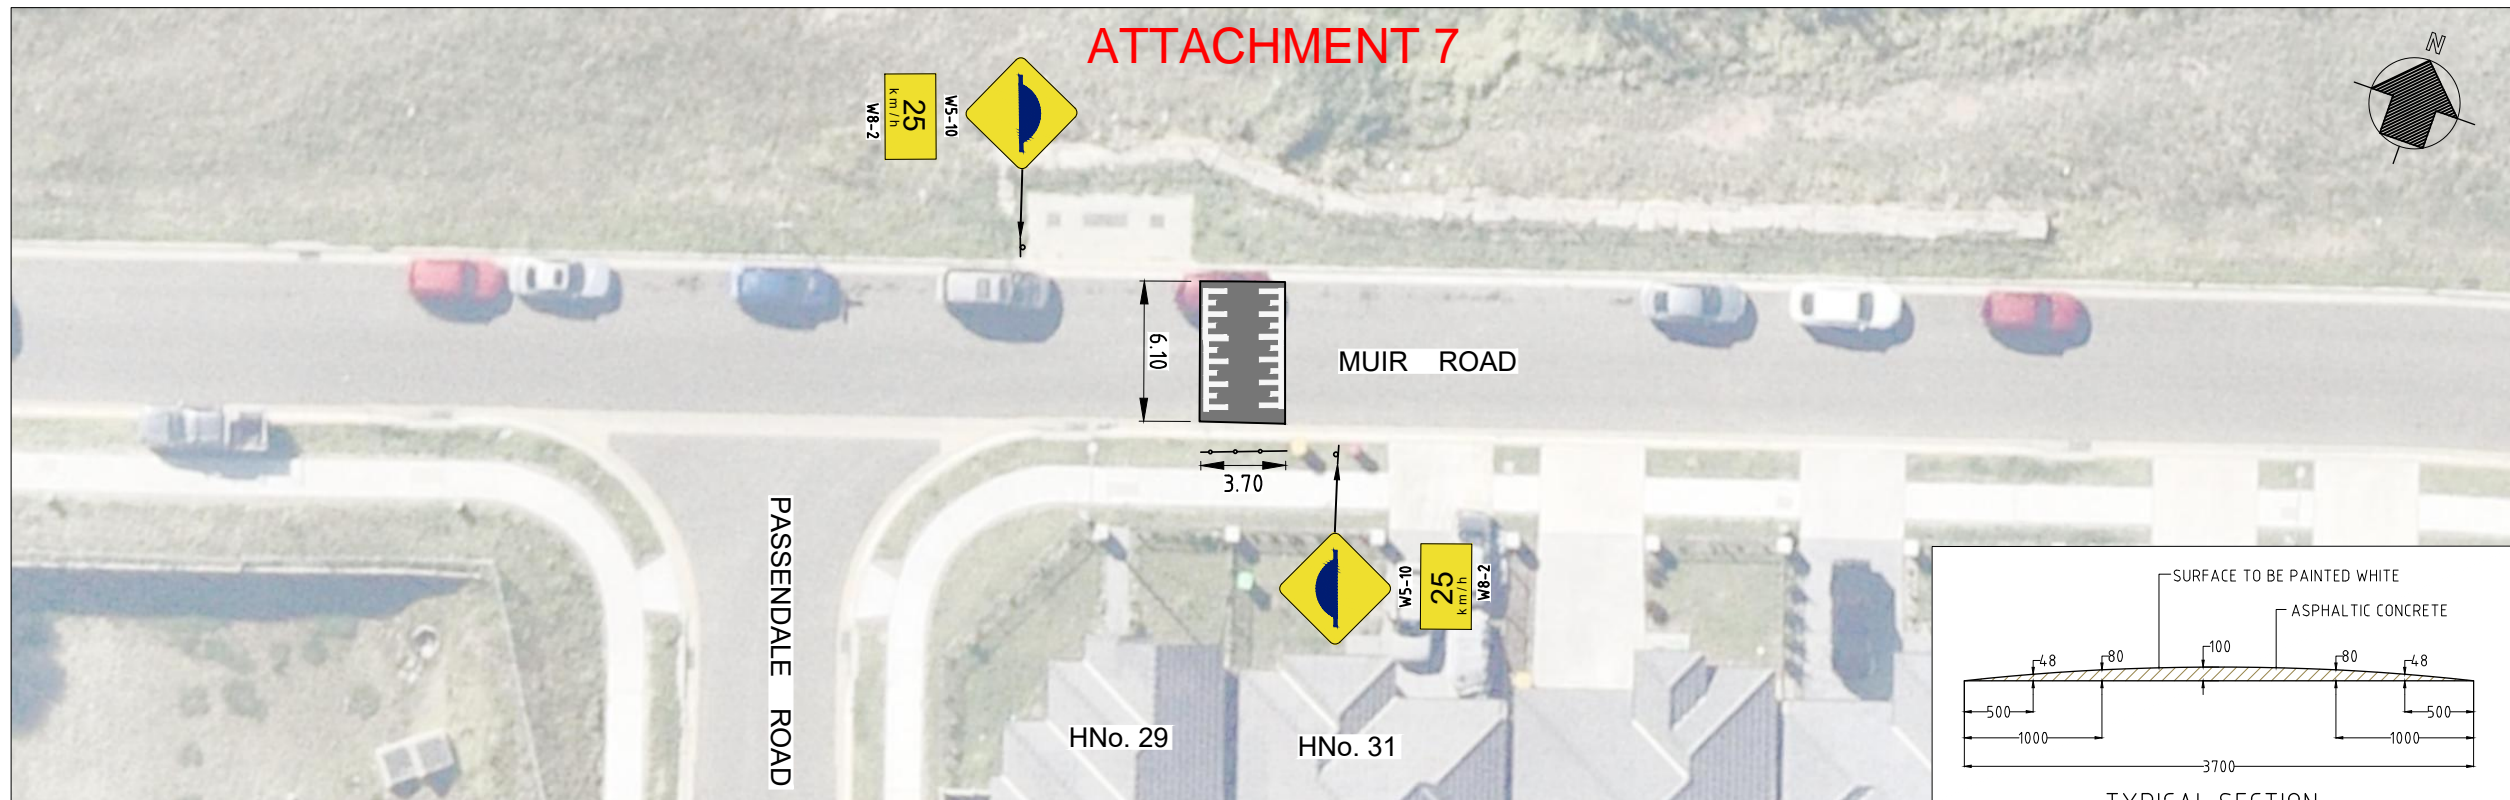 ATTACHMENT 7
N
W5-10
25
km/h
W8-2
6.10
MUIR ROAD
3.70
PASSENDALE ROAD
W5-10
25
km/h
W8-2
HNo. 29
HNo. 31
SURFACE TO BE PAINTED WHITE
ASPHALTIC CONCRETE
48
80
100
80
48
500
500
1000
1000
3700
TYPICAL SECTION